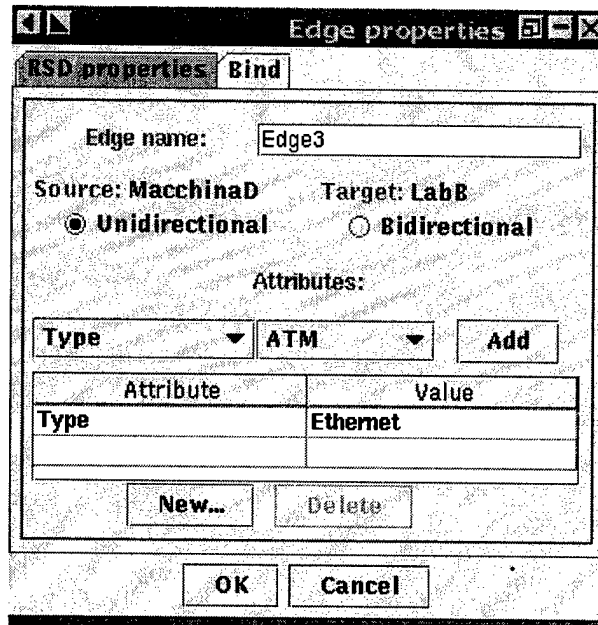 Edge properties
RSD properties Bind
Edge name: Edge3
Source: MacchinaD Target: LabB
Unidirectional Bidirectional
Attributes:
Type ATM Add
Attribute Value
Type Ethernet
New... Delete
OK Cancel